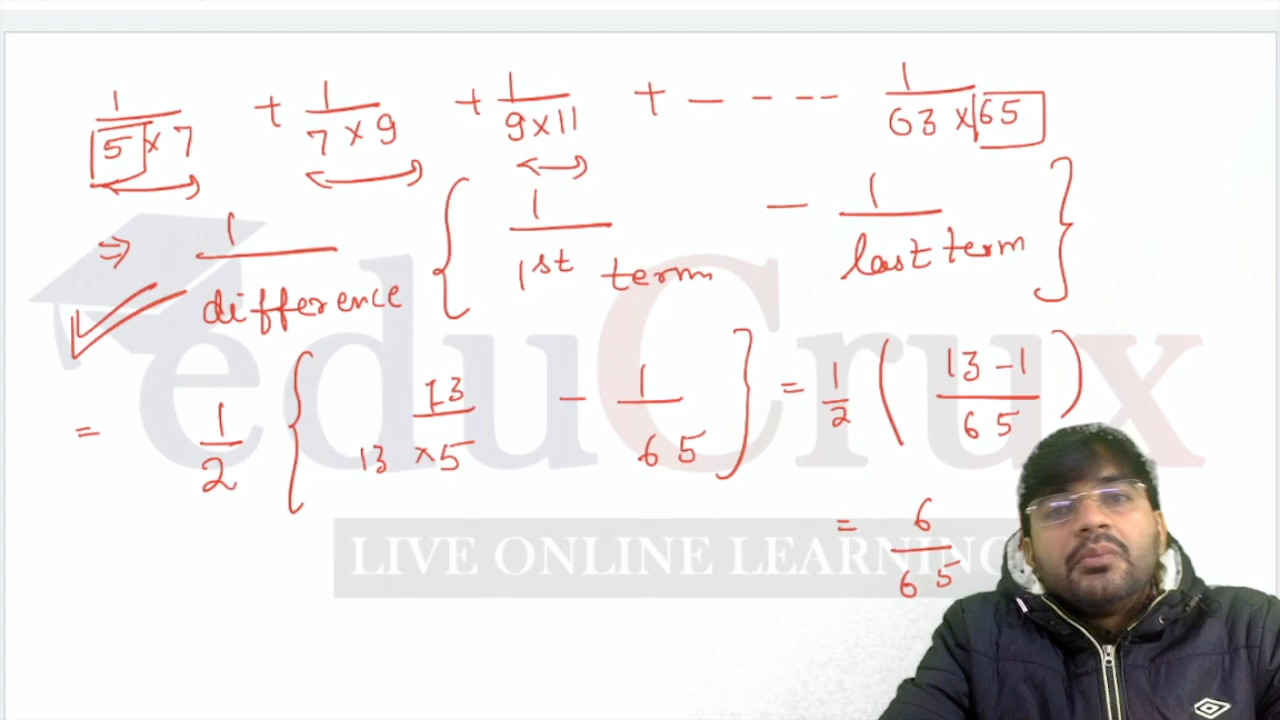 1/(5×7) + 1/(7×9) + 1/(9×11) + - - - - 1/(63×65)
⇒ 1/difference { 1/1st term - 1/last term }
= 1/2 { 13/(13×5) - 1/65 } = 1/2 ( (13-1)/65 )
= 6/65
eduCrux
LIVE ONLINE LEARNING